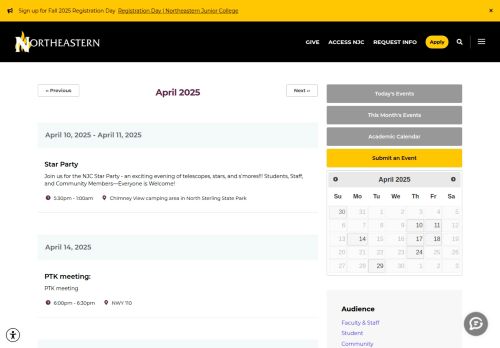 Sign up for Fall 2025 Registration Day Registration Day | Northeastern Junior College ×
NORTHEASTERN
GIVE ACCESS NJC REQUEST INFO Apply
« Previous
April 2025
Next »
Today's Events
This Month's Events
Academic Calendar
Submit an Event
April 10, 2025 - April 11, 2025
Star Party
Join us for the NJC Star Party - an exciting evening of telescopes, stars, and s'mores!!! Students, Staff,
and Community Members—Everyone is Welcome!
5:30pm - 1:00am Chimney View camping area in North Sterling State Park
April 14, 2025
PTK meeting:
PTK meeting
6:00pm - 6:30pm NWY 110
April 2025
Su Mo Tu We Th Fr Sa
30 31 1 2 3 4 5
6 7 8 9 10 11 12
13 14 15 16 17 18 19
20 21 22 23 24 25 26
27 28 29 30 1 2 3
Audience
Faculty & Staff
Student
Community